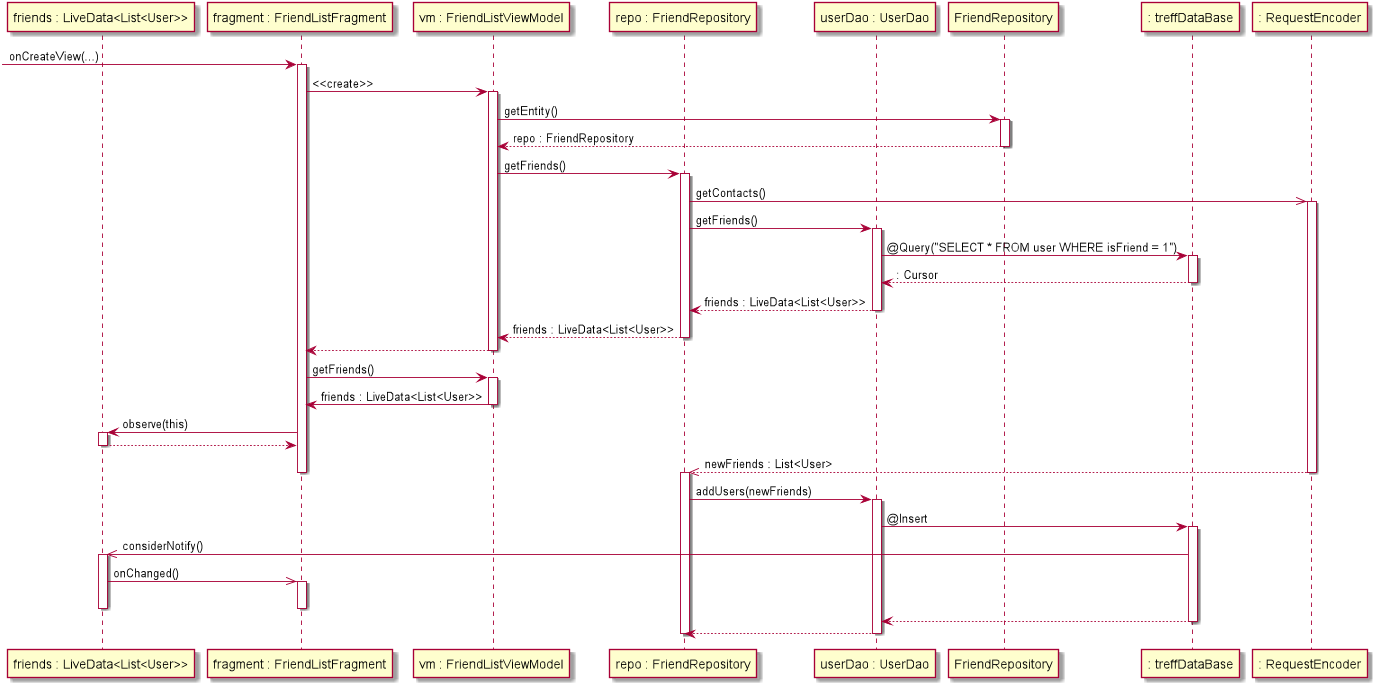 friends : LiveData<List<User>>
fragment : FriendListFragment
vm : FriendListViewModel
repo : FriendRepository
userDao : UserDao
FriendRepository
: treffDataBase
: RequestEncoder
onCreateView(...)
<<create>>
getEntity()
repo : FriendRepository
getFriends()
getContacts()
getFriends()
@Query("SELECT * FROM user WHERE isFriend = 1")
: Cursor
friends : LiveData<List<User>>
friends : LiveData<List<User>>
getFriends()
friends : LiveData<List<User>>
observe(this)
newFriends : List<User>
addUsers(newFriends)
@Insert
considerNotify()
onChanged()
friends : LiveData<List<User>>
fragment : FriendListFragment
vm : FriendListViewModel
repo : FriendRepository
userDao : UserDao
FriendRepository
: treffDataBase
: RequestEncoder